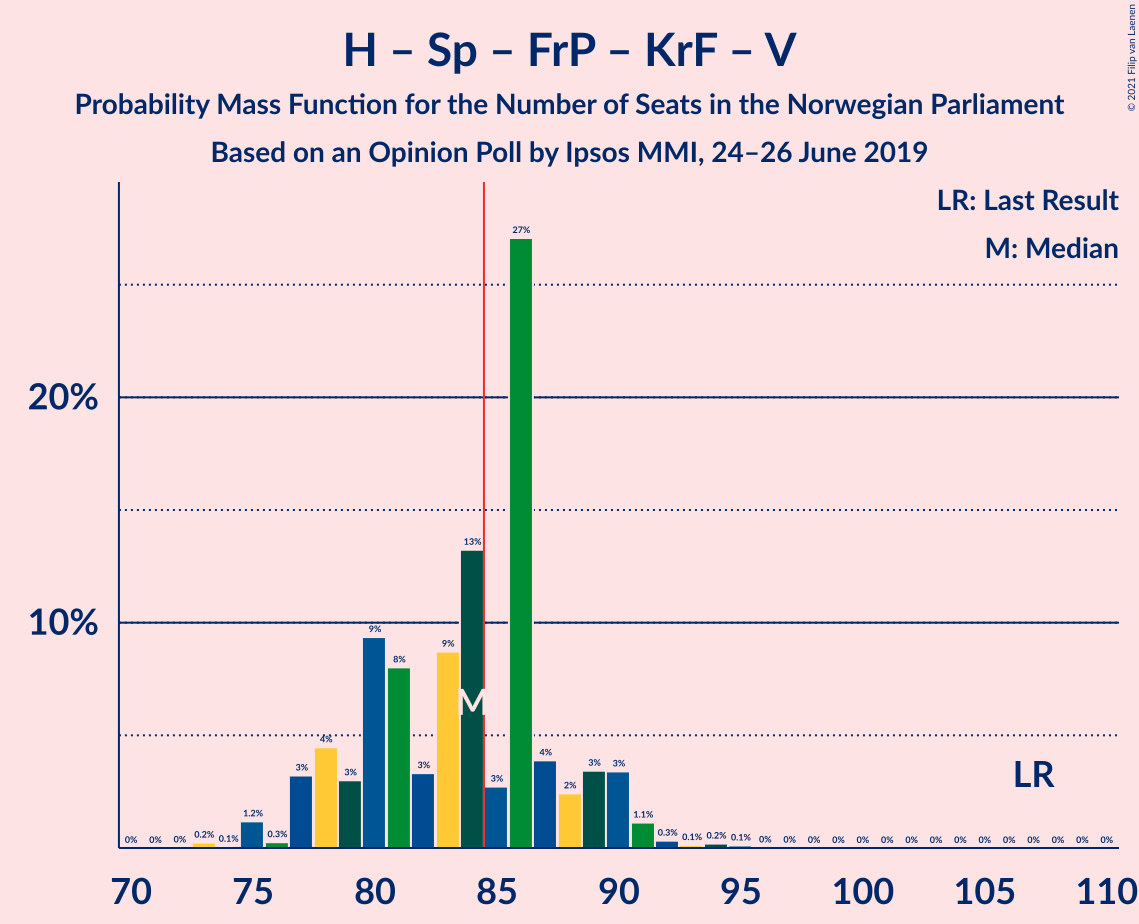 H – Sp – FrP – KrF – V
Probability Mass Function for the Number of Seats in the Norwegian Parliament
Based on an Opinion Poll by Ipsos MMI, 24–26 June 2019
© 2021 Filip van Laenen
LR: Last Result
M: Median
20%
10%
0% 0% 0% 0.2% 0.1% 1.2% 0.3% 3% 4% 3% 9% 8% 3% 9% 13% 3% 27% 4% 2% 3% 3% 1.1% 0.3% 0.1% 0.2% 0.1% 0% 0% 0% 0% 0% 0% 0% 0% 0% 0% 0% 0% 0% 0% 0%
M
LR
70 75 80 85 90 95 100 105 110